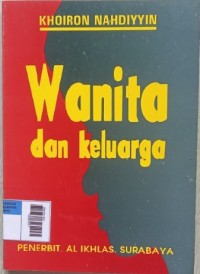 KHOIRON NAHDIYYIN
Wanita
dan keluarga
PENERBIT. AL IKHLAS. SURABAYA